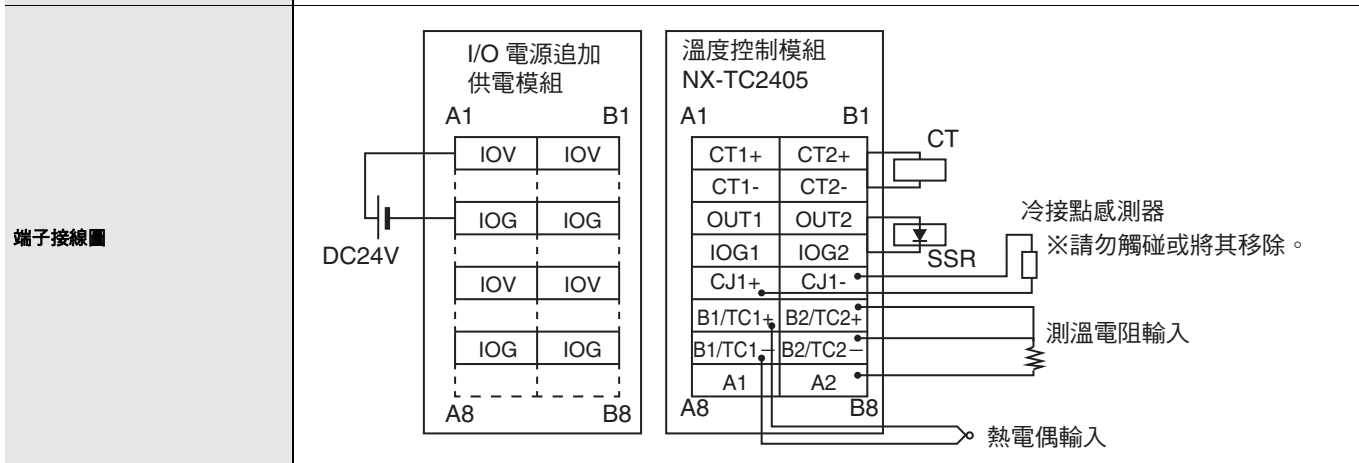 端子接線圖
I/O 電源追加
供電模組
A1 B1
IOV IOV
IOG IOG
IOV IOV
IOG IOG
A8 B8
DC24V
溫度控制模組
NX-TC2405
A1 B1
CT1+ CT2+
CT1- CT2-
OUT1 OUT2
IOG1 IOG2
CJ1+ CJ1-
B1/TC1+ B2/TC2+
B1/TC1− B2/TC2−
A1 A2
A8 B8
CT
SSR
冷接點感測器
※請勿觸碰或將其移除。
測溫電阻輸入
熱電偶輸入